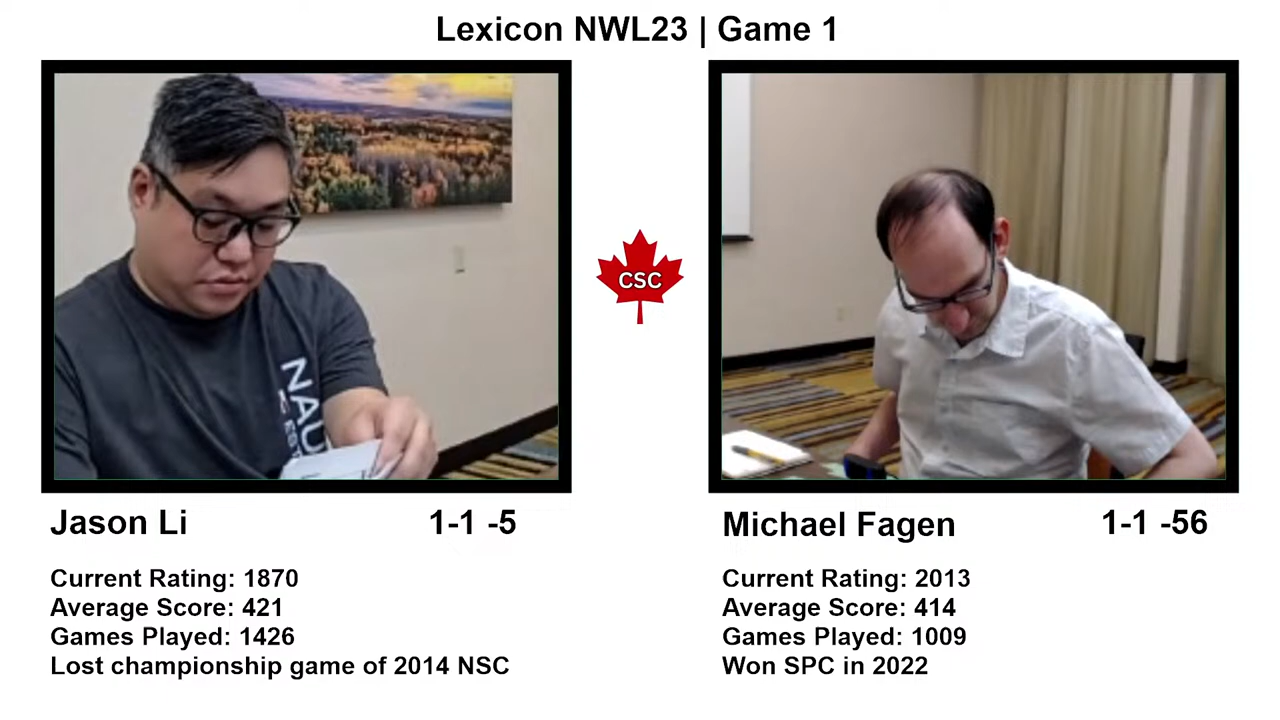 Lexicon NWL23 | Game 1
NAU
CSC
Jason Li 1-1 -5
Current Rating: 1870
Average Score: 421
Games Played: 1426
Lost championship game of 2014 NSC
Michael Fagen 1-1 -56
Current Rating: 2013
Average Score: 414
Games Played: 1009
Won SPC in 2022